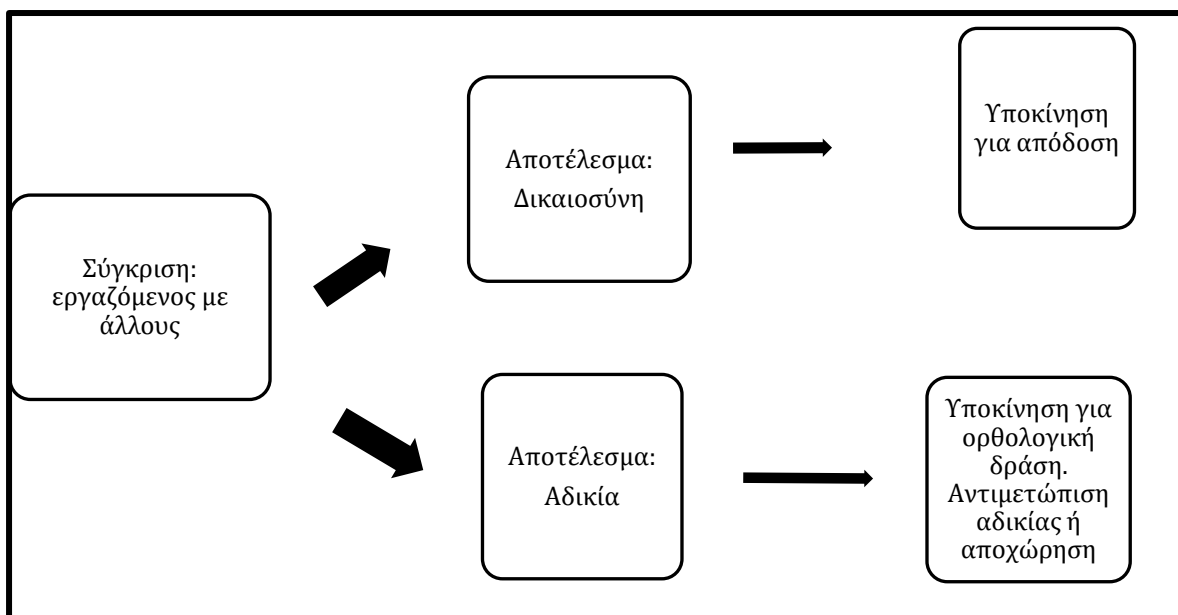 Σύγκριση:
εργαζόμενος με
άλλους
Αποτέλεσμα:
Δικαιοσύνη
Υποκίνηση
για απόδοση
Αποτέλεσμα:
Αδικία
Υποκίνηση για
ορθολογική
δράση.
Αντιμετώπιση
αδικίας ή
αποχώρηση